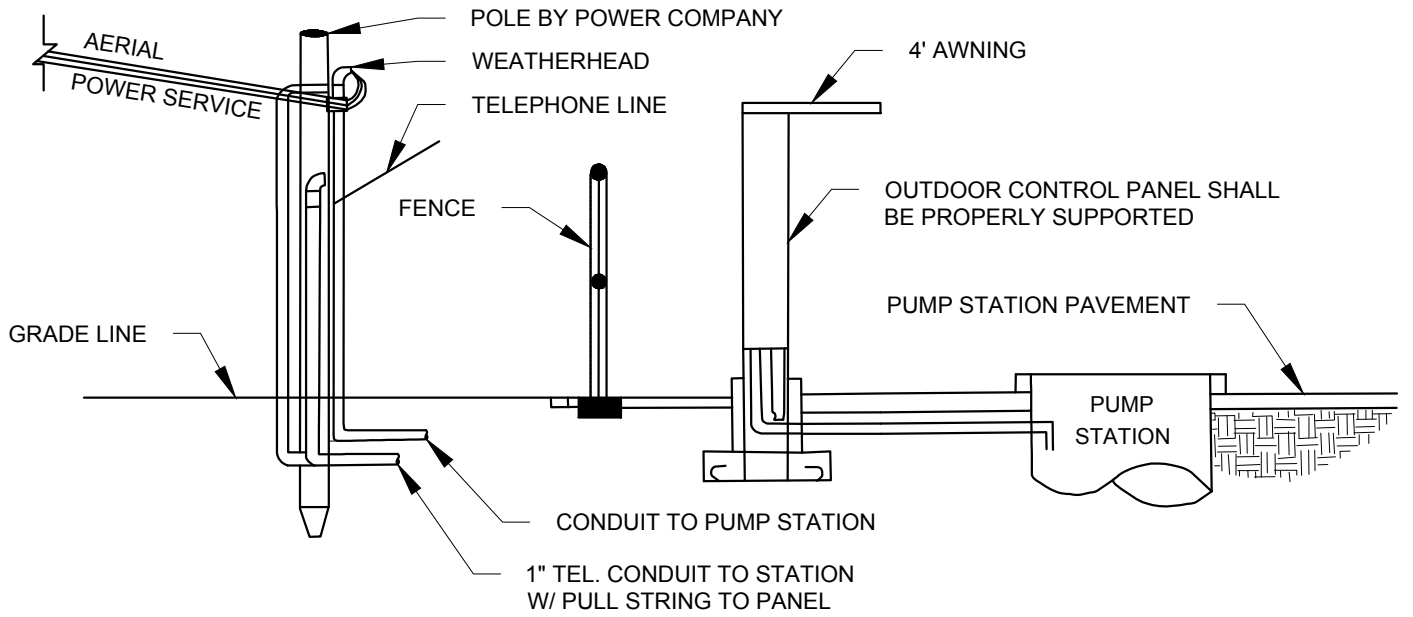 POLE BY POWER COMPANY
AERIAL
4' AWNING
WEATHERHEAD
POWER SERVICE
TELEPHONE LINE
OUTDOOR CONTROL PANEL SHALL
BE PROPERLY SUPPORTED
FENCE
PUMP STATION PAVEMENT
GRADE LINE
PUMP
STATION
CONDUIT TO PUMP STATION
1" TEL. CONDUIT TO STATION
W/ PULL STRING TO PANEL